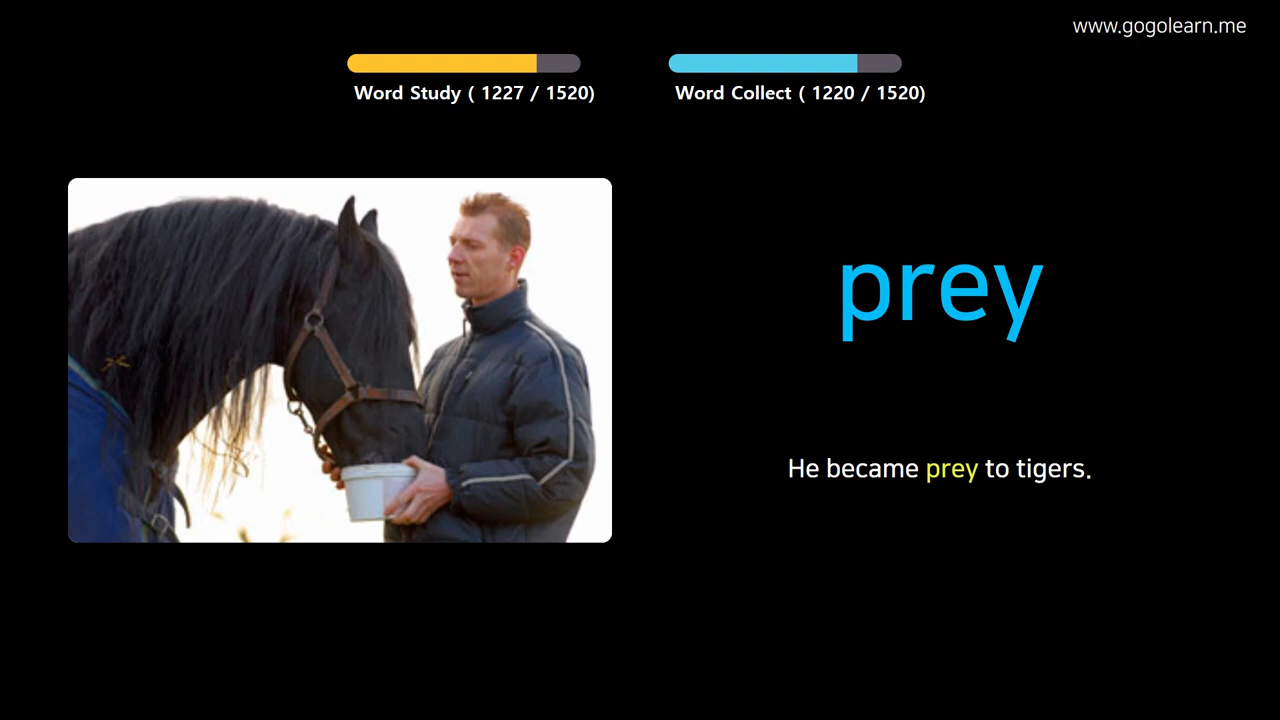 www.gogolearn.me
Word Study ( 1227 / 1520)
Word Collect ( 1220 / 1520)
prey
He became prey to tigers.